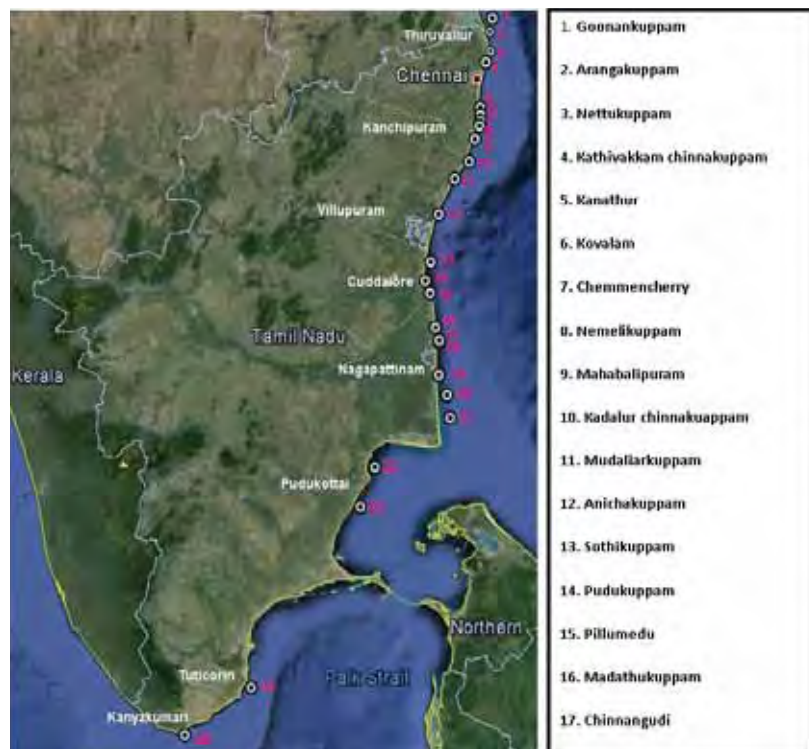 Thiruvallur
Chennai
Kanchipuram
Villupuram
Cuddalore
Tamil Nadu
Kerala
Nagapattinam
Pudukottai
Northern
Tuticorin
Palk Strait
Kanyakumari
1. Goonankuppam
2. Arangakuppam
3. Nettukuppam
4. Kathivakkam chinnakuppam
5. Kanathur
6. Kovalam
7. Chemmencherry
8. Nemelikuppam
9. Mahabalipuram
10. Kadalur chinnakuappam
11. Mudaliarkuppam
12. Anichakuppam
13. Sothikuppam
14. Pudukuppam
15. Pillumedu
16. Madathukuppam
17. Chinnangudi